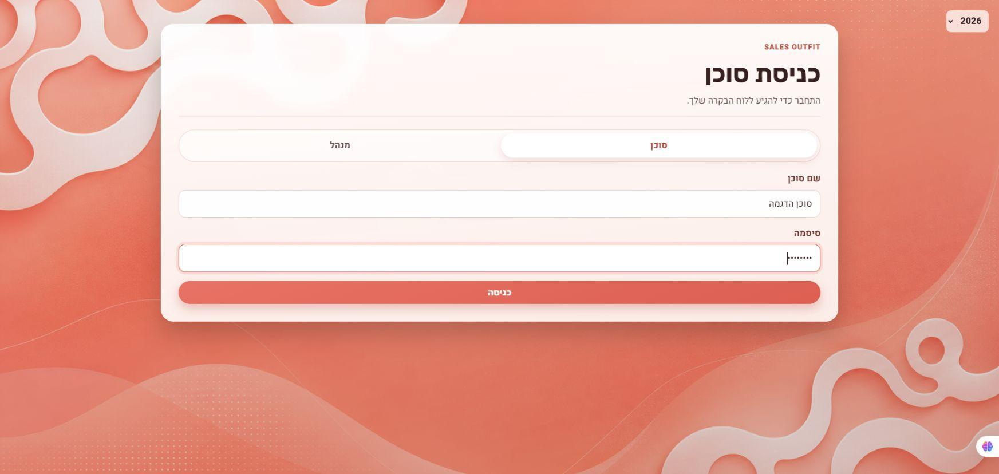 2026
SALES OUTFIT
כניסת סוכן
התחבר כדי להגיע ללוח הבקרה שלך.
סוכן
מנהל
שם סוכן
סוכן הדגמה
סיסמה
••••••••
כניסה